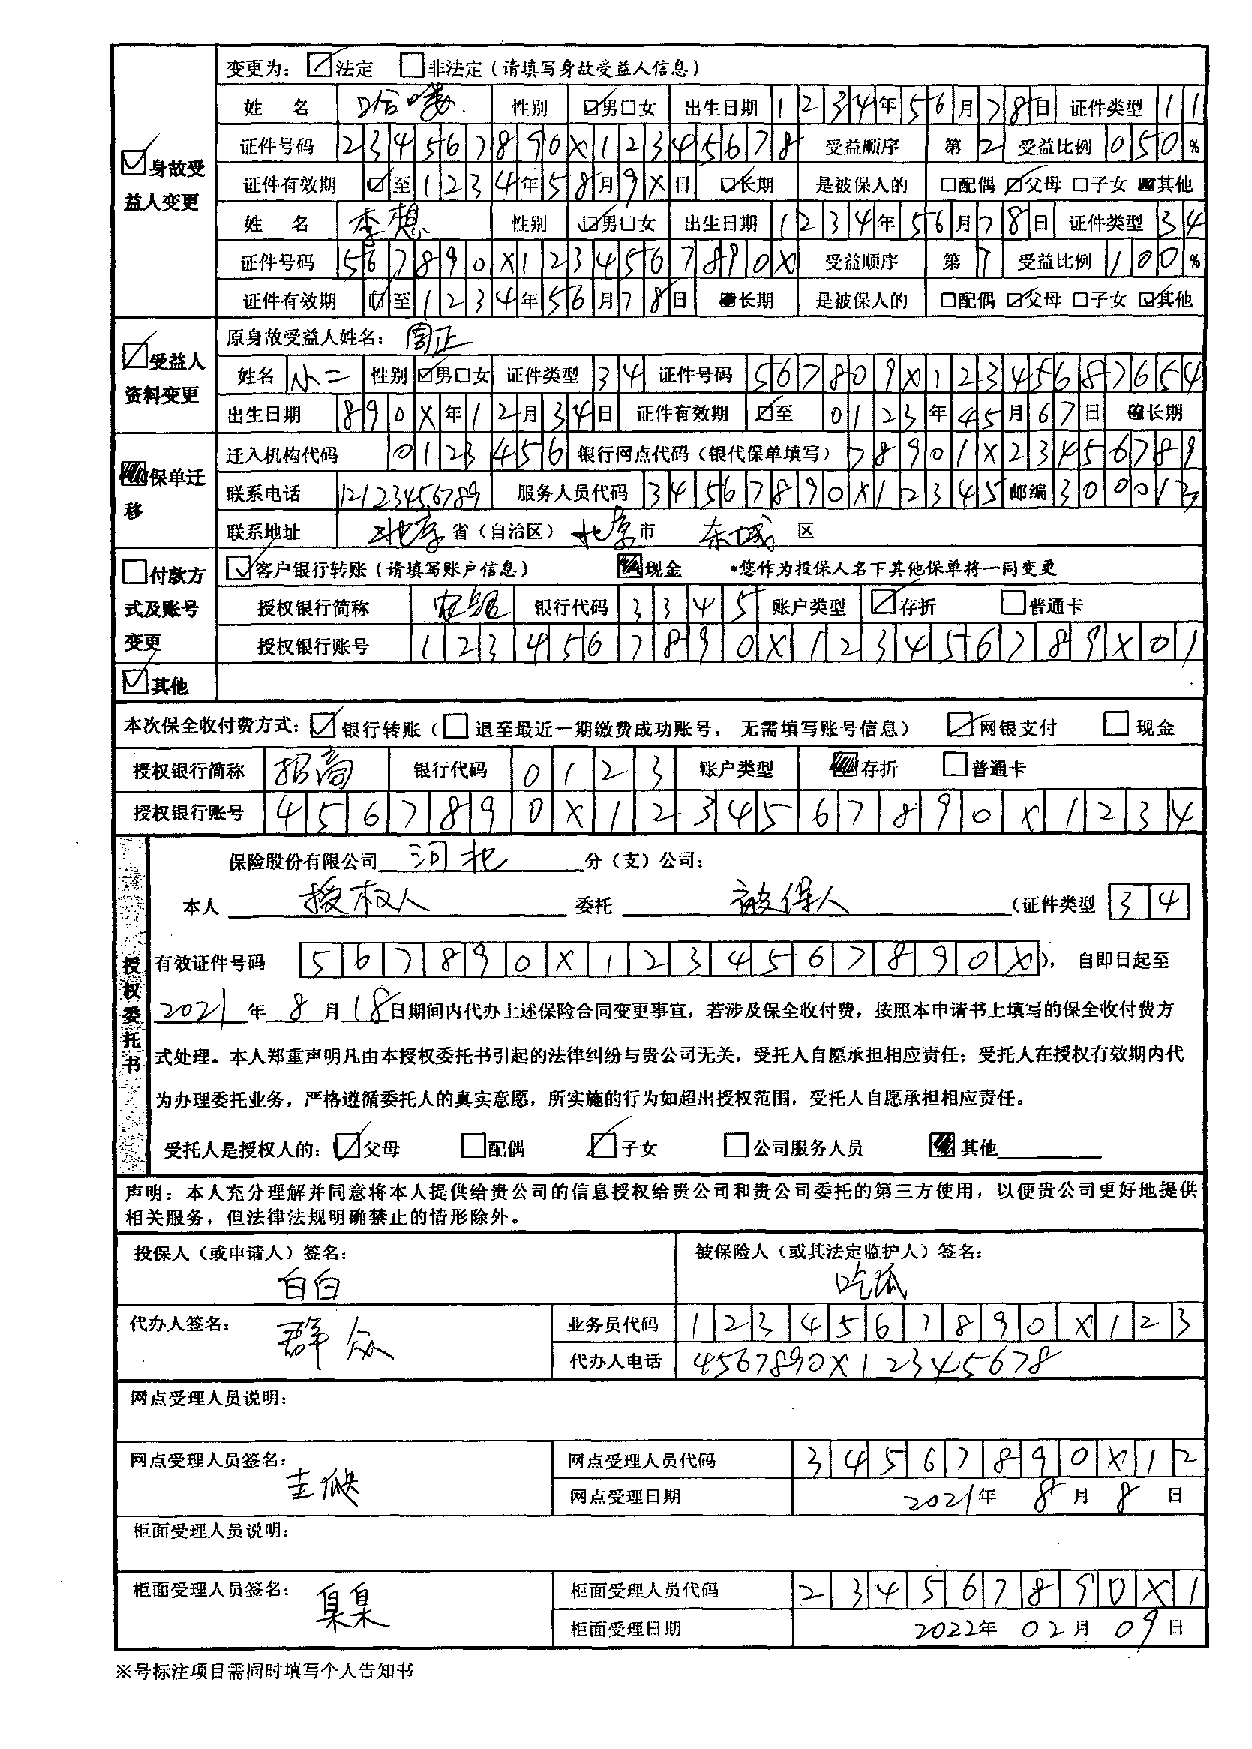 变更为： ☑法定 ☐非法定（请填写身故受益人信息）
姓 名 性别 ☑男☐女 出生日期 1234年56月78日 证件类型 11
证件号码 234567890X12345678 受益顺序 第2 受益比例 050%
☑身故受益人变更
证件有效期 ☑至1234年58月9X日 ☑长期 是被保人的 ☐配偶 ☑父母 ☐子女 ■其他
姓 名 李想 性别 ☑男☐女 出生日期 1234年56月78日 证件类型 34
证件号码 567890X1234567890X 受益顺序 第1 受益比例 100%
证件有效期 ☑至1234年56月78日 ■长期 是被保人的 ☐配偶 ☑父母 ☐子女 ☑其他
☑受益人资料变更
原身故受益人姓名： 周正
姓名 小二 性别 ☑男☐女 证件类型 34 证件号码 567809X12345687654
出生日期 890X年12月34日 证件有效期 ☑至 0123年45月67日 ■长期
■保单迁移
迁入机构代码 0123456 银行网点代码（银代保单填写） 78901X23456789
联系电话 12123456789 服务人员代码 34567890X12345 邮编 300017
联系地址 北京省（自治区） 北京市 东城区
☐付款方式及账号变更
☑客户银行转账（请填写账户信息） ■现金 *您作为投保人名下其他保单将一同变更
授权银行简称 农银 银行代码 3345 账户类型 ☑存折 ☐普通卡
授权银行账号 1234567890X123456789X01
☑其他
本次保全收付费方式： ☑银行转账（☐退至最近一期缴费成功账号，无需填写账号信息） ☑网银支付 ☐现金
授权银行简称 招商 银行代码 0123 账户类型 ■存折 ☐普通卡
授权银行账号 4567890X1234567890X1234
授权委托书
保险股份有限公司 河北 分（支）公司：
本人 授权人 委托 被保人 （证件类型 34
有效证件号码 567890X1234567890X ）， 自即日起至
2021 年 8 月 18日期间内代办上述保险合同变更事宜，若涉及保全收付费，按照本申请书上填写的保全收付费方
式处理。本人郑重声明凡由本授权委托书引起的法律纠纷与贵公司无关，受托人自愿承担相应责任；受托人在授权有效期内代
为办理委托业务，严格遵循委托人的真实意愿，所实施的行为如超出授权范围，受托人自愿承担相应责任。
受托人是授权人的： ☑父母 ☐配偶 ☑子女 ☐公司服务人员 ■其他
声明：本人充分理解并同意将本人提供给贵公司的信息授权给贵公司和贵公司委托的第三方使用，以便贵公司更好地提供
相关服务，但法律法规明确禁止的情形除外。
投保人（或申请人）签名： 被保险人（或其法定监护人）签名：
白白 吃瓜
代办人签名： 群众 业务员代码 1234567890X123
代办人电话 4567890X12345678
网点受理人员说明：
网点受理人员签名： 网点受理人员代码 34567890X12
网点受理日期 2021年 8月 8日
柜面受理人员说明：
柜面受理人员签名： 柜面受理人员代码 234567890X1
柜面受理日期 2022年 02月 09日
※号标注项目需同时填写个人告知书